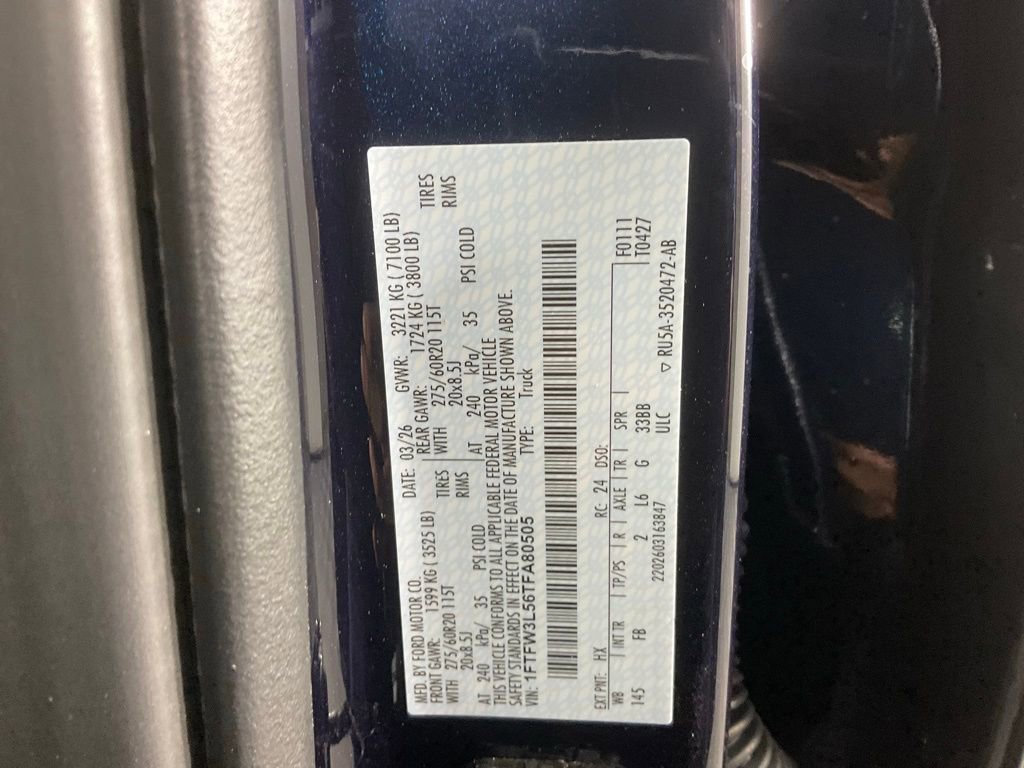 MFD. BY FORD MOTOR CO.
DATE: 03/26 GVWR: 3221 KG ( 7100 LB)
FRONT GAWR: 1599 KG ( 3525 LB) REAR GAWR: 1724 KG ( 3800 LB)
WITH 275/60R20 115T TIRES WITH 275/60R20 115T TIRES
20x8.5J RIMS 20x8.5J RIMS
AT 240 kPa/ 35 PSI COLD AT 240 kPa/ 35 PSI COLD
THIS VEHICLE CONFORMS TO ALL APPLICABLE FEDERAL MOTOR VEHICLE
SAFETY STANDARDS IN EFFECT ON THE DATE OF MANUFACTURE SHOWN ABOVE.
VIN: 1FTFW3L56TFA80505 TYPE: Truck
F0111
T0427
EXT PNT: HX RC: 24 DSO:
WB INT TR TP/PS R AXLE TR SPR
145 FB 2 L6 G 33BB
ULC
2202603163847
▽ RU5A-3520472-AB